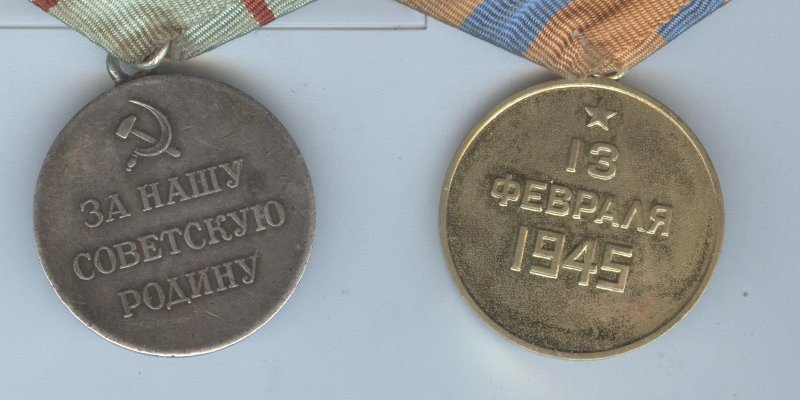 ЗА НАШУ
СОВЕТСКУЮ
РОДИНУ
13
ФЕВРАЛЯ
1945